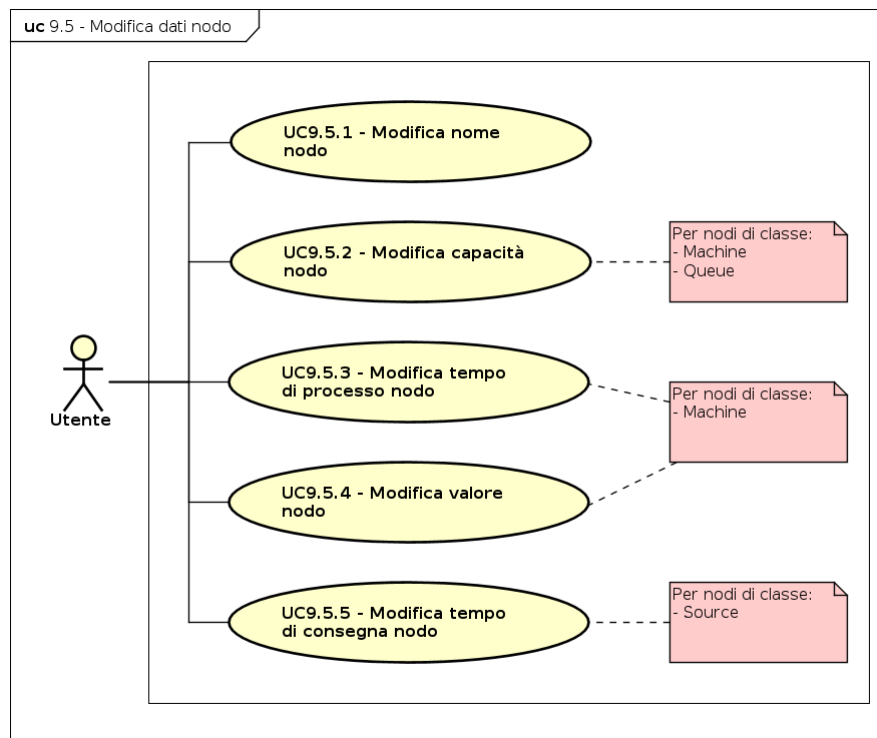 uc 9.5 - Modifica dati nodo
UC9.5.1 - Modifica nome
nodo
UC9.5.2 - Modifica capacità
nodo
Per nodi di classe:
- Machine
- Queue
UC9.5.3 - Modifica tempo
di processo nodo
Per nodi di classe:
- Machine
Utente
UC9.5.4 - Modifica valore
nodo
UC9.5.5 - Modifica tempo
di consegna nodo
Per nodi di classe:
- Source